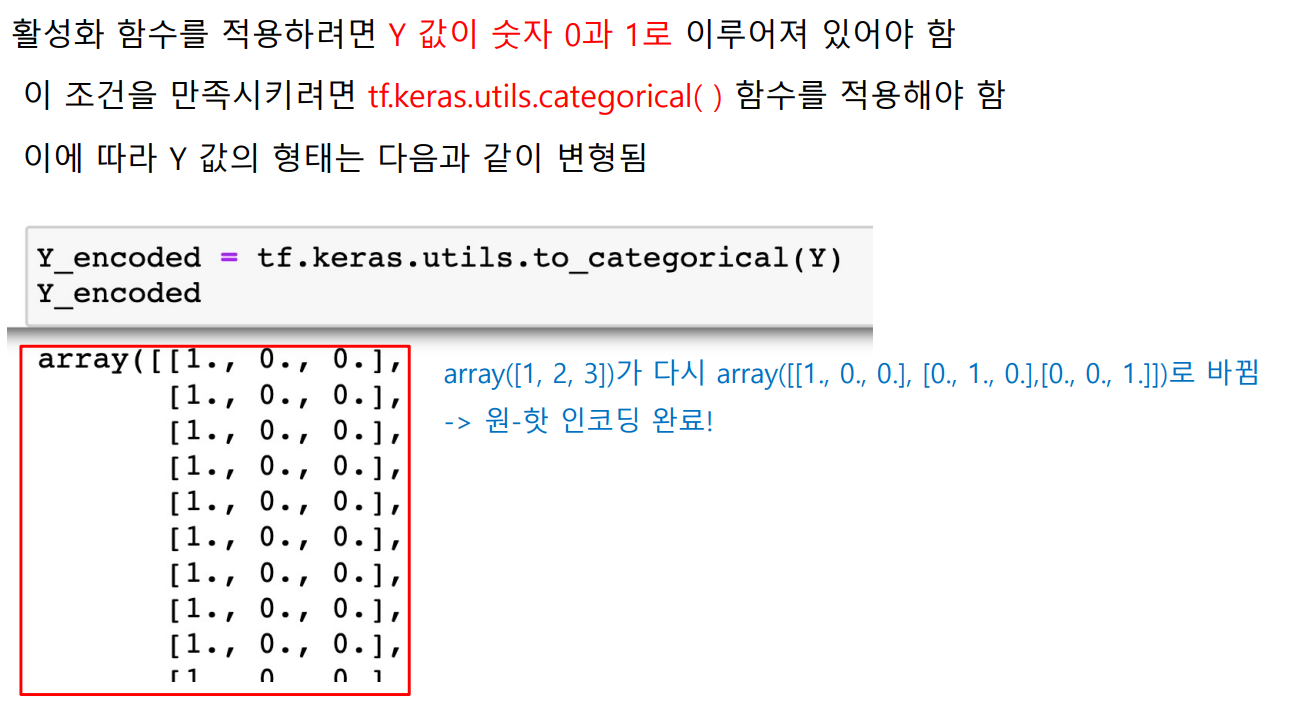 활성화 함수를 적용하려면 Y 값이 숫자 0과 1로 이루어져 있어야 함
이 조건을 만족시키려면 tf.keras.utils.categorical( ) 함수를 적용해야 함
이에 따라 Y 값의 형태는 다음과 같이 변형됨
Y_encoded = tf.keras.utils.to_categorical(Y)
Y_encoded
array([[1., 0., 0.],
[1., 0., 0.],
[1., 0., 0.],
[1., 0., 0.],
[1., 0., 0.],
[1., 0., 0.],
[1., 0., 0.],
[1., 0., 0.],
[1., 0., 0.],
[1 0 0 ]
array([1, 2, 3])가 다시 array([[1., 0., 0.], [0., 1., 0.],[0., 0., 1.]])로 바뀜
-> 원-핫 인코딩 완료!